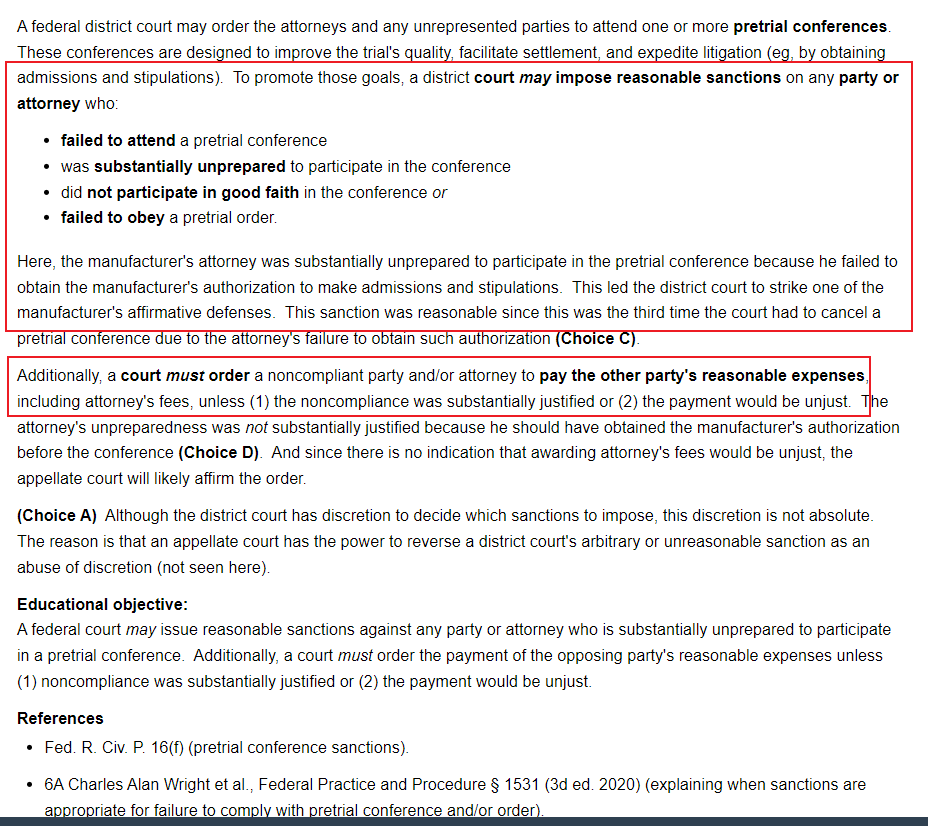 A federal district court may order the attorneys and any unrepresented parties to attend one or more pretrial conferences.
These conferences are designed to improve the trial's quality, facilitate settlement, and expedite litigation (eg, by obtaining
admissions and stipulations).  To promote those goals, a district court may impose reasonable sanctions on any party or
attorney who:
• failed to attend a pretrial conference
• was substantially unprepared to participate in the conference
• did not participate in good faith in the conference or
• failed to obey a pretrial order.
Here, the manufacturer's attorney was substantially unprepared to participate in the pretrial conference because he failed to
obtain the manufacturer's authorization to make admissions and stipulations.  This led the district court to strike one of the
manufacturer's affirmative defenses.  This sanction was reasonable since this was the third time the court had to cancel a
pretrial conference due to the attorney's failure to obtain such authorization (Choice C).
Additionally, a court must order a noncompliant party and/or attorney to pay the other party's reasonable expenses,
including attorney's fees, unless (1) the noncompliance was substantially justified or (2) the payment would be unjust.  The
attorney's unpreparedness was not substantially justified because he should have obtained the manufacturer's authorization
before the conference (Choice D).  And since there is no indication that awarding attorney's fees would be unjust, the
appellate court will likely affirm the order.
(Choice A)  Although the district court has discretion to decide which sanctions to impose, this discretion is not absolute.
The reason is that an appellate court has the power to reverse a district court's arbitrary or unreasonable sanction as an
abuse of discretion (not seen here).
Educational objective:
A federal court may issue reasonable sanctions against any party or attorney who is substantially unprepared to participate
in a pretrial conference.  Additionally, a court must order the payment of the opposing party's reasonable expenses unless
(1) noncompliance was substantially justified or (2) the payment would be unjust.
References
• Fed. R. Civ. P. 16(f) (pretrial conference sanctions).
• 6A Charles Alan Wright et al., Federal Practice and Procedure § 1531 (3d ed. 2020) (explaining when sanctions are
appropriate for failure to comply with pretrial conference and/or order).